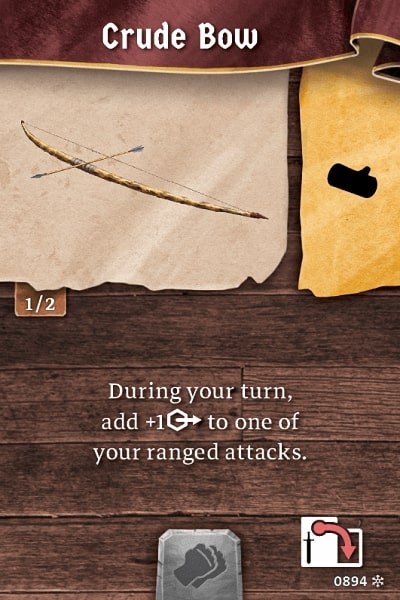 Crude Bow
1/2
During your turn,
add +1 to one of
your ranged attacks.
0894